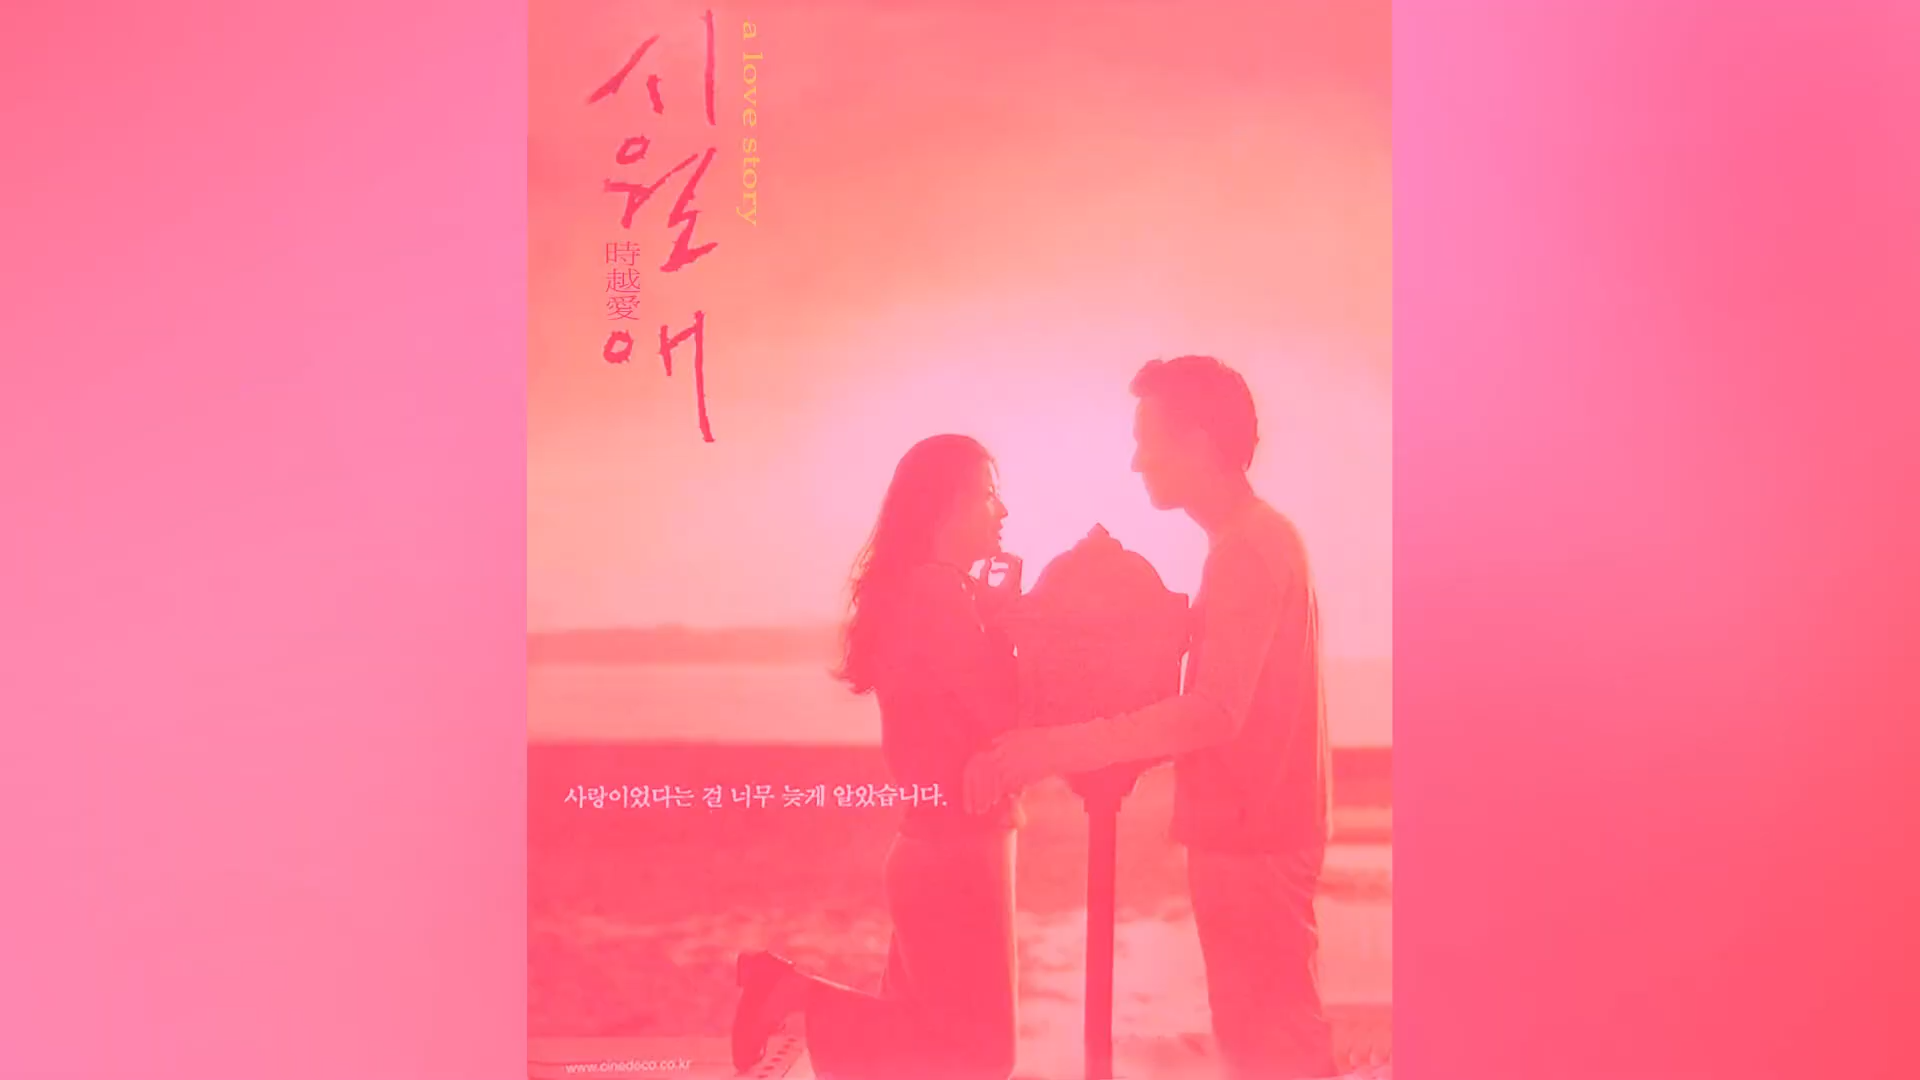 시월애
a love story
時越愛
사랑이었다는 걸 너무 늦게 알았습니다.
www.cinedeco.co.kr